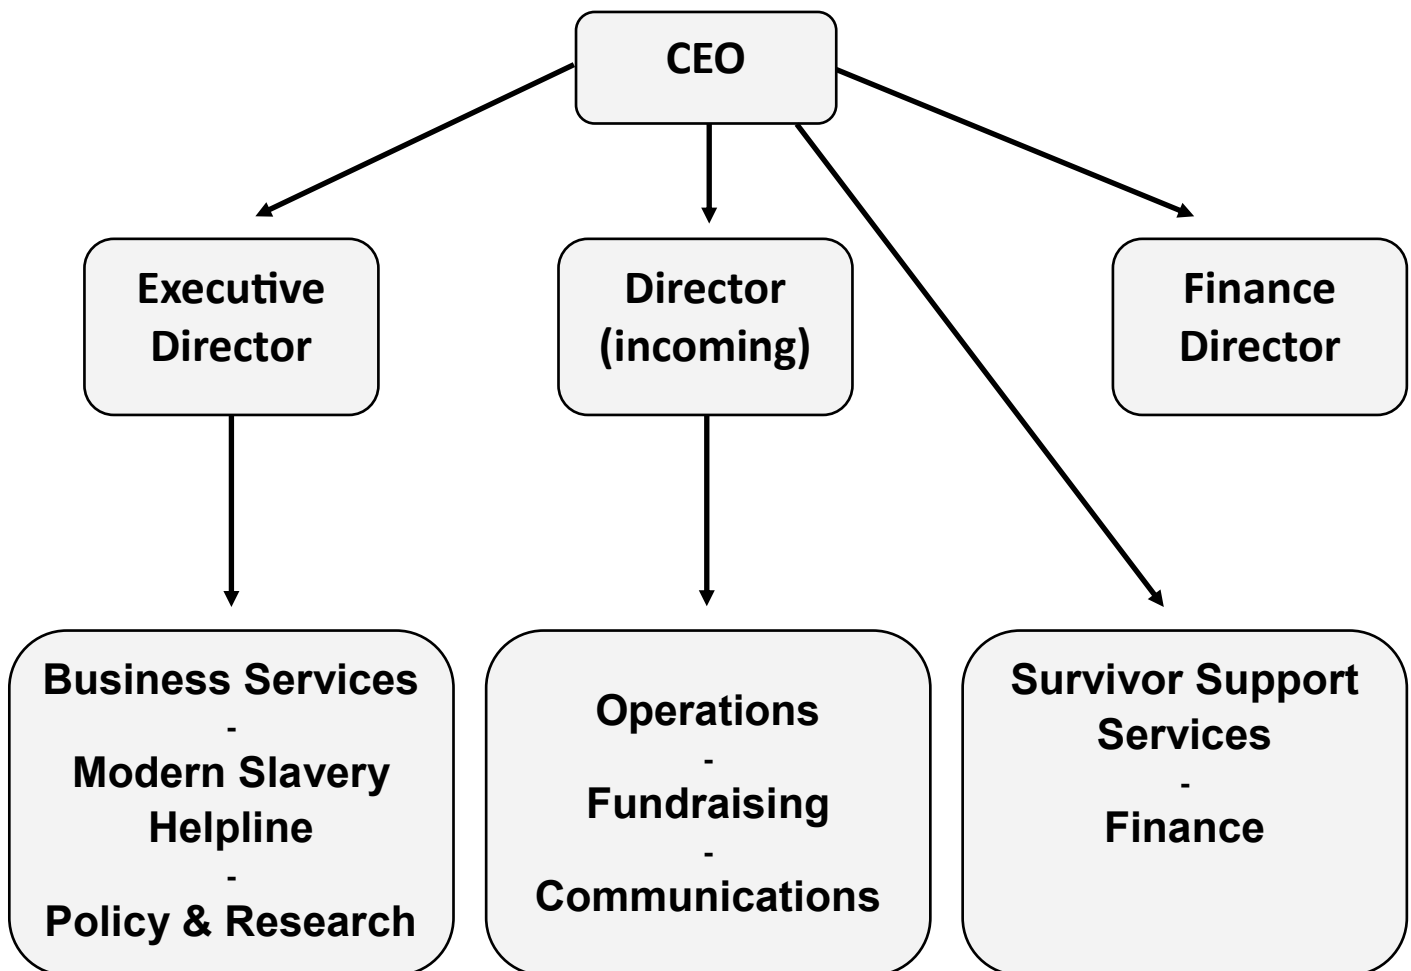 CEO
Executive
Director
Director
(incoming)
Finance
Director
Business Services
-
Modern Slavery
Helpline
-
Policy & Research
Operations
-
Fundraising
-
Communications
Survivor Support
Services
-
Finance